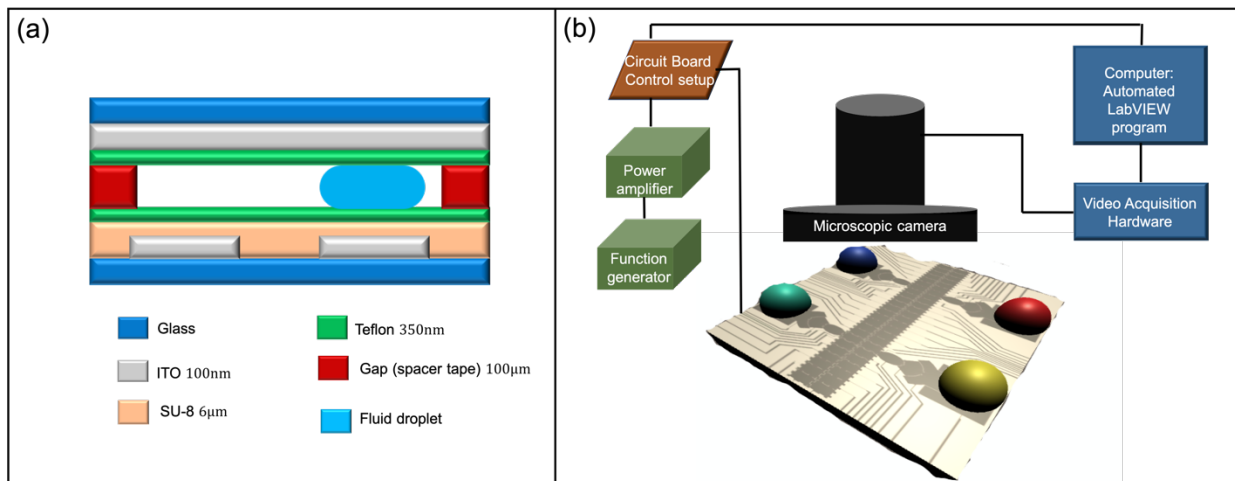 (a)
Glass
ITO 100nm
SU-8 6μm
Teflon 350nm
Gap (spacer tape) 100μm
Fluid droplet
(b)
Circuit Board
Control setup
Power
amplifier
Function
generator
Microscopic camera
Computer:
Automated
LabVIEW
program
Video Acquisition
Hardware